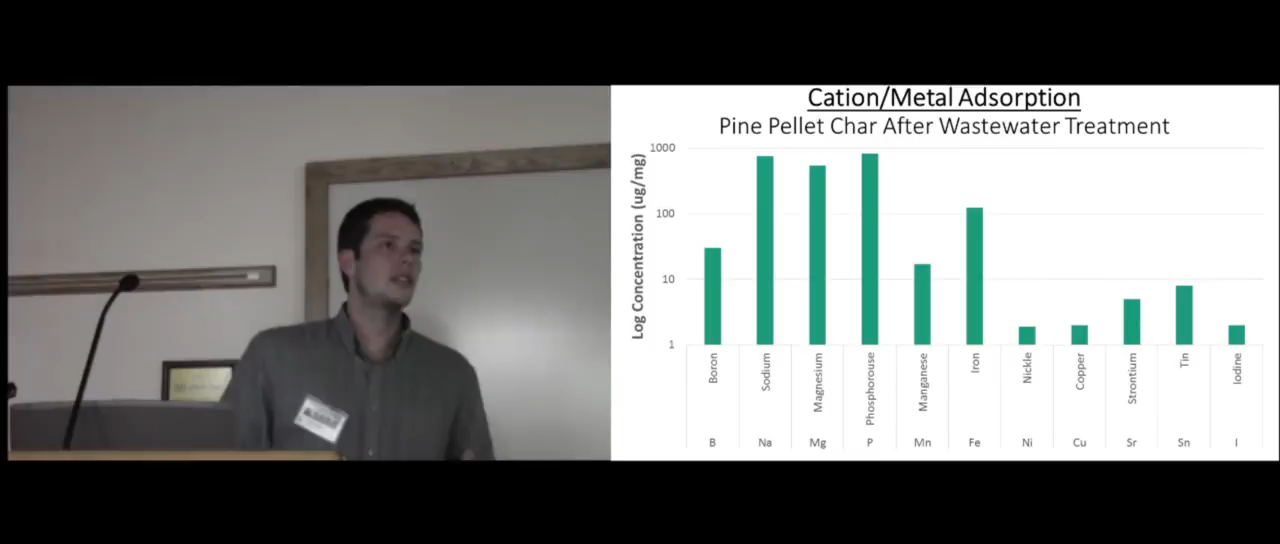 Cation/Metal Adsorption
Pine Pellet Char After Wastewater Treatment
Log Concentration (ug/mg)
1000
100
10
1
Boron
Sodium
Magnesium
Phosphorouse
Manganese
Iron
Nickle
Copper
Strontium
Tin
Iodine
B Na Mg P Mn Fe Ni Cu Sr Sn I